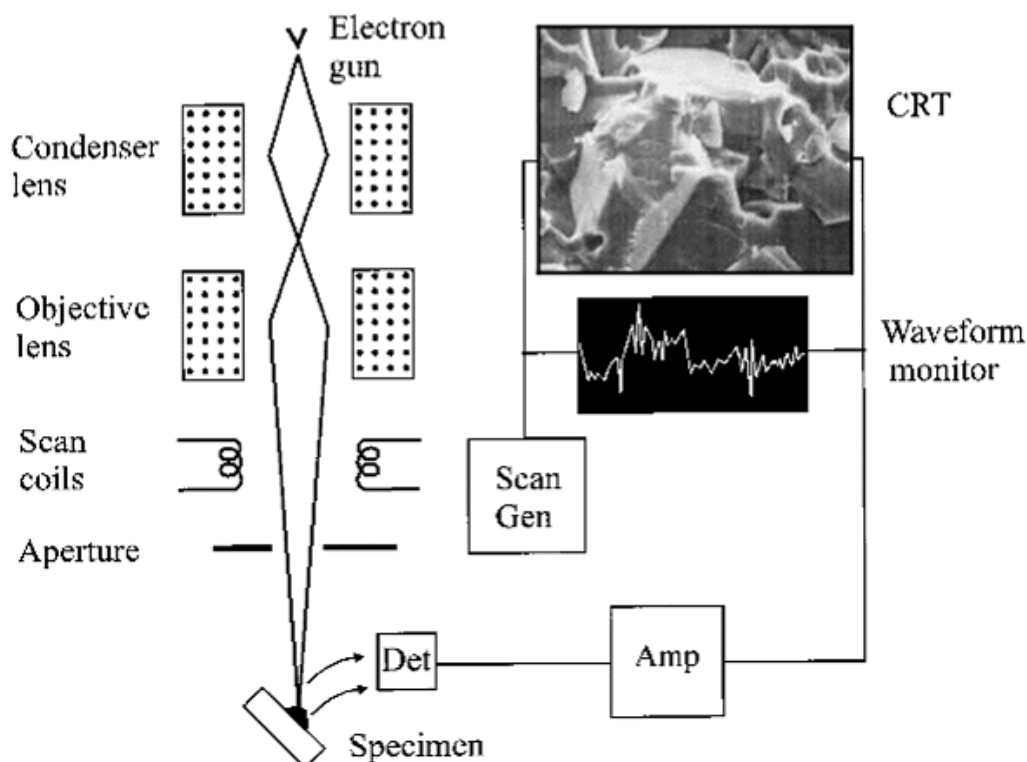 Electron
gun
CRT
Condenser
lens
Objective
lens
Waveform
monitor
Scan
coils
Scan
Gen
Aperture
Det
Amp
Specimen